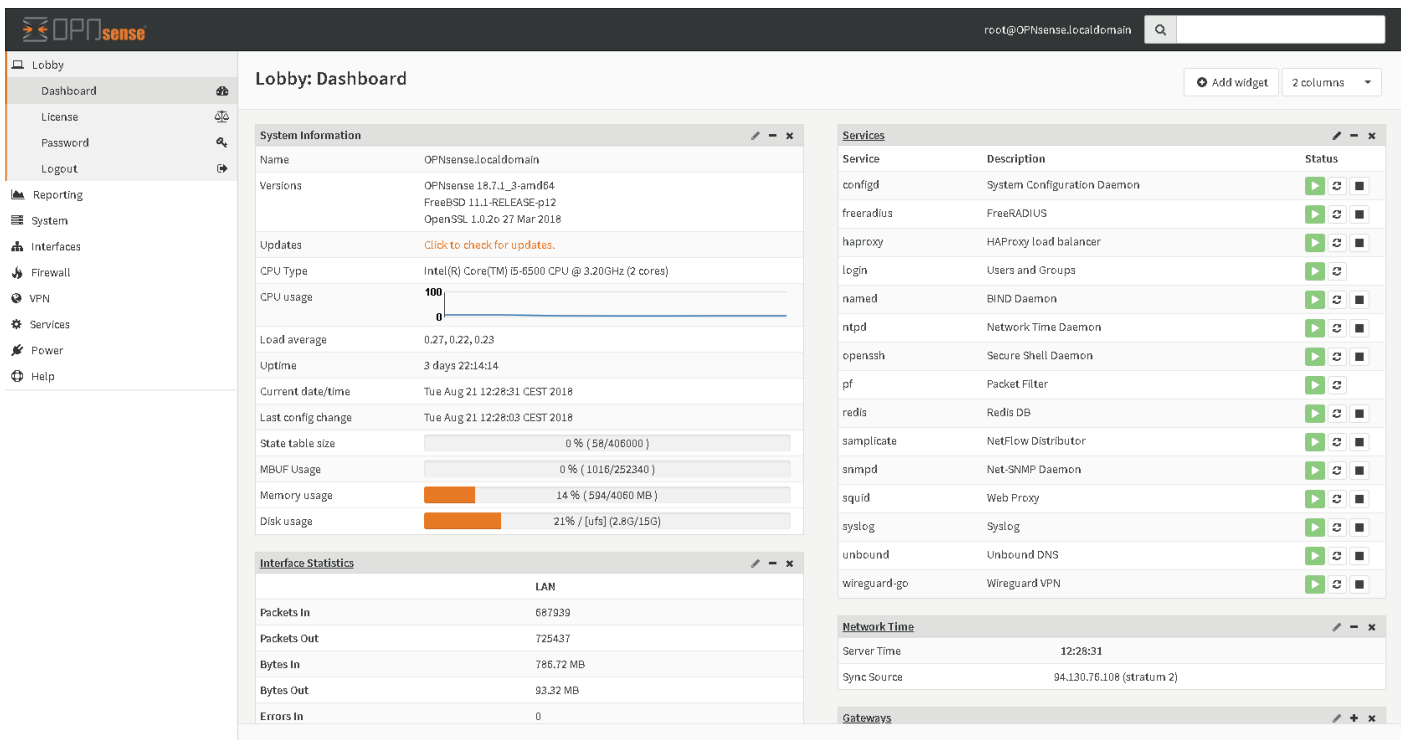 OPNsense
root@OPNsense.localdomain
Lobby
Dashboard
License
Password
Logout
Reporting
System
Interfaces
Firewall
VPN
Services
Power
Help
Lobby: Dashboard
Add widget
2 columns
System Information
Name OPNsense.localdomain
Versions OPNsense 18.7.1_3-amd64
FreeBSD 11.1-RELEASE-p12
OpenSSL 1.0.2o 27 Mar 2018
Updates Click to check for updates.
CPU Type Intel(R) Core(TM) i5-6500 CPU @ 3.20GHz (2 cores)
CPU usage 100
0
Load average 0.27, 0.22, 0.23
Uptime 3 days 22:14:14
Current date/time Tue Aug 21 12:28:31 CEST 2018
Last config change Tue Aug 21 12:28:03 CEST 2018
State table size 0 % ( 58/406000 )
MBUF Usage 0 % ( 1016/252340 )
Memory usage 14 % ( 594/4060 MB )
Disk usage 21% / [ufs] (2.8G/15G)
Interface Statistics
LAN
Packets In 687939
Packets Out 725437
Bytes In 786.72 MB
Bytes Out 93.32 MB
Errors In 0
Services
Service Description Status
configd System Configuration Daemon
freeradius FreeRADIUS
haproxy HAProxy load balancer
login Users and Groups
named BIND Daemon
ntpd Network Time Daemon
openssh Secure Shell Daemon
pf Packet Filter
redis Redis DB
samplicate NetFlow Distributor
snmpd Net-SNMP Daemon
squid Web Proxy
syslog Syslog
unbound Unbound DNS
wireguard-go Wireguard VPN
Network Time
Server Time 12:28:31
Sync Source 94.130.76.108 (stratum 2)
Gateways